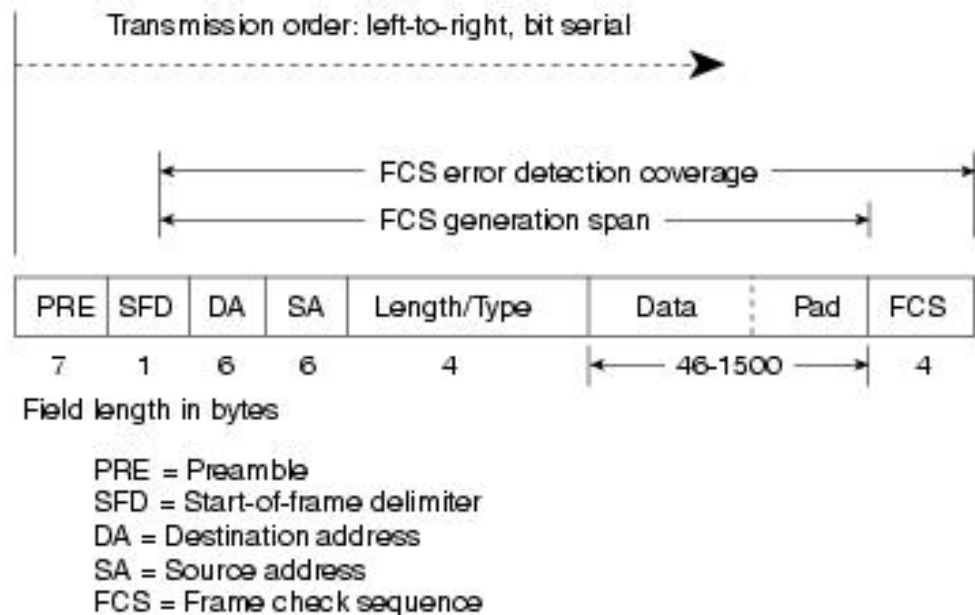 Transmission order: left-to-right, bit serial
FCS error detection coverage
FCS generation span
PRE SFD DA SA Length/Type Data Pad FCS
7 1 6 6 4 46-1500 4
Field length in bytes
PRE = Preamble
SFD = Start-of-frame delimiter
DA = Destination address
SA = Source address
FCS = Frame check sequence